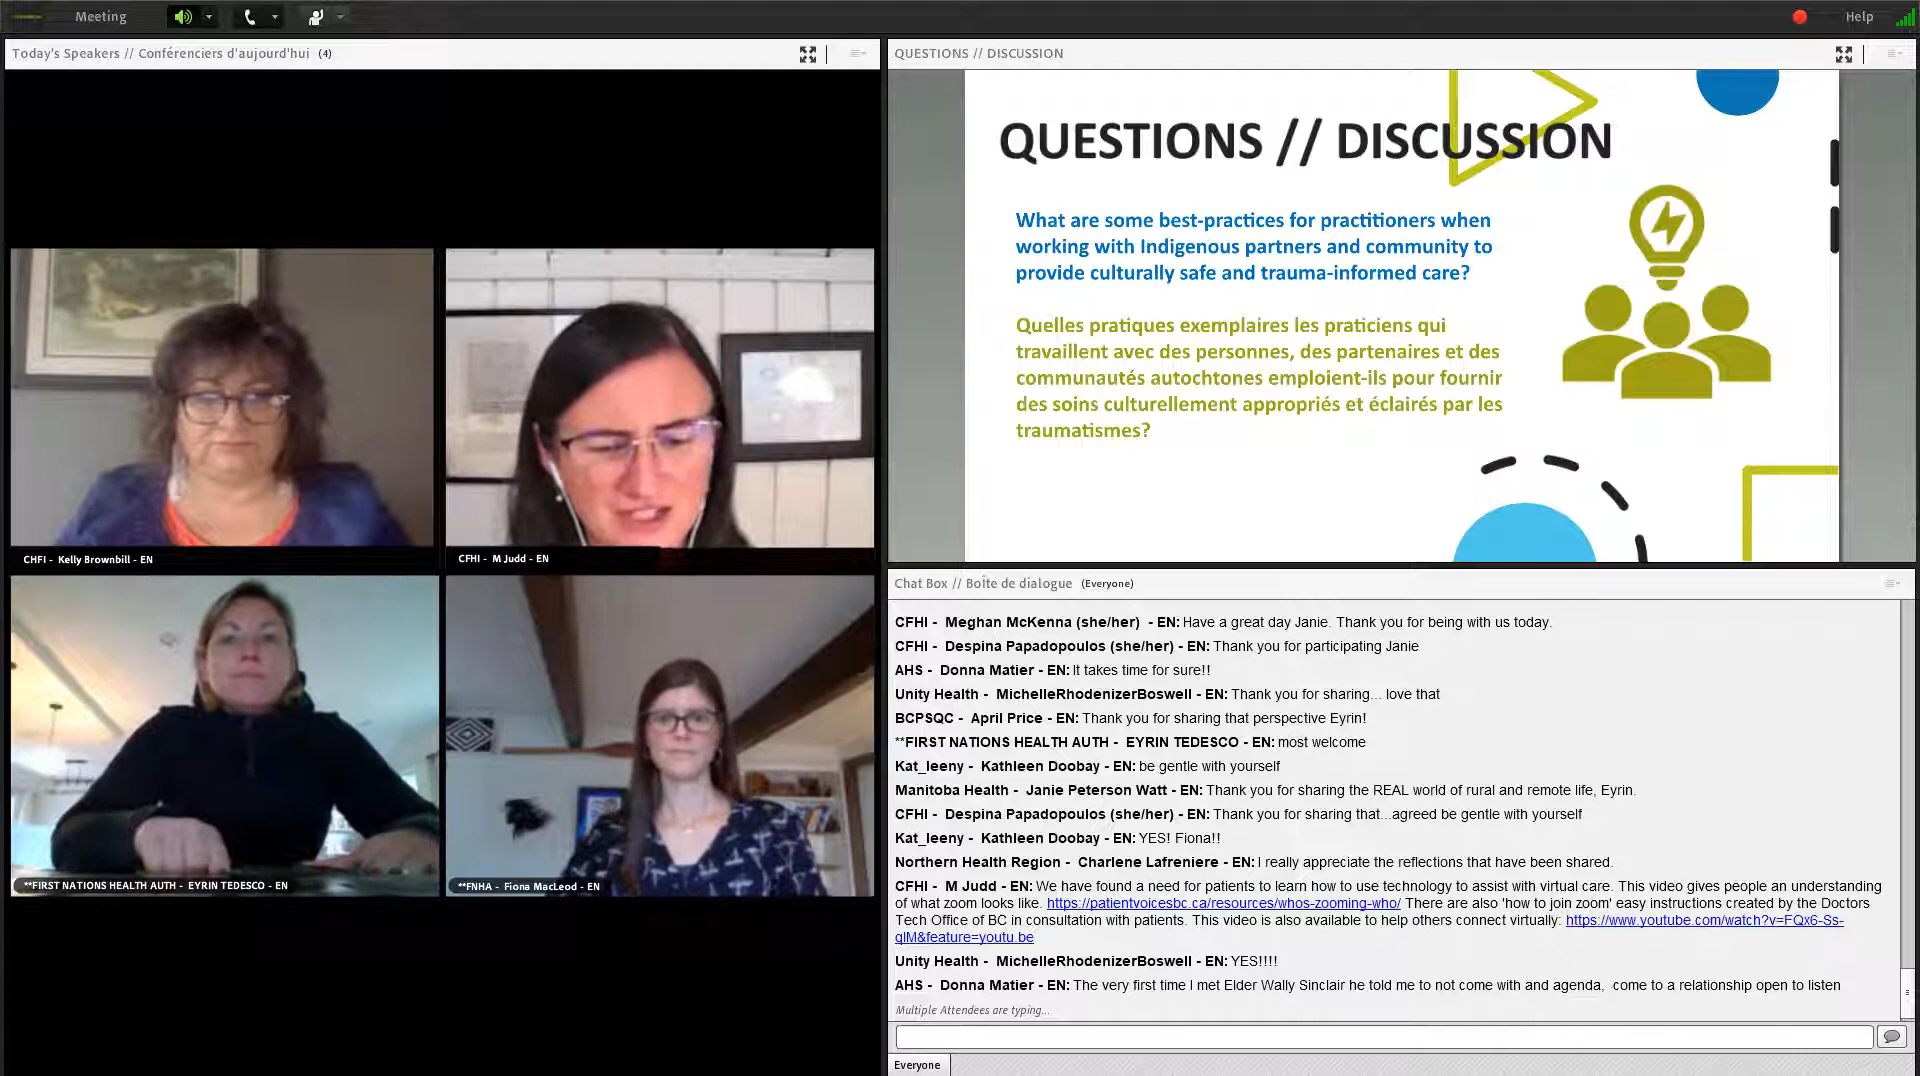 Meeting
Help
Today's Speakers // Conférenciers d'aujourd'hui (4)
CHFI - Kelly Brownbill - EN
CFHI - M Judd - EN
**FIRST NATIONS HEALTH AUTH - EYRIN TEDESCO - EN
**FNHA - Fiona MacLeod - EN
QUESTIONS // DISCUSSION
QUESTIONS // DISCUSSION
What are some best-practices for practitioners when
working with Indigenous partners and community to
provide culturally safe and trauma-informed care?
Quelles pratiques exemplaires les praticiens qui
travaillent avec des personnes, des partenaires et des
communautés autochtones emploient-ils pour fournir
des soins culturellement appropriés et éclairés par les
traumatismes?
Chat Box // Boîte de dialogue (Everyone)
CFHI - Meghan McKenna (she/her) - EN: Have a great day Janie. Thank you for being with us today.
CFHI - Despina Papadopoulos (she/her) - EN: Thank you for participating Janie
AHS - Donna Matier - EN: It takes time for sure!!
Unity Health - MichelleRhodenizerBoswell - EN: Thank you for sharing... love that
BCPSQC - April Price - EN: Thank you for sharing that perspective Eyrin!
**FIRST NATIONS HEALTH AUTH - EYRIN TEDESCO - EN: most welcome
Kat_leeny - Kathleen Doobay - EN: be gentle with yourself
Manitoba Health - Janie Peterson Watt - EN: Thank you for sharing the REAL world of rural and remote life, Eyrin.
CFHI - Despina Papadopoulos (she/her) - EN: Thank you for sharing that...agreed be gentle with yourself
Kat_leeny - Kathleen Doobay - EN: YES! Fiona!!
Northern Health Region - Charlene Lafreniere - EN: I really appreciate the reflections that have been shared.
CFHI - M Judd - EN: We have found a need for patients to learn how to use technology to assist with virtual care. This video gives people an understanding
of what zoom looks like. https://patientvoicesbc.ca/resources/whos-zooming-who/ There are also 'how to join zoom' easy instructions created by the Doctors
Tech Office of BC in consultation with patients. This video is also available to help others connect virtually: https://www.youtube.com/watch?v=FQx6-Ss-
qlM&feature=youtu.be
Unity Health - MichelleRhodenizerBoswell - EN: YES!!!!
AHS - Donna Matier - EN: The very first time I met Elder Wally Sinclair he told me to not come with and agenda, come to a relationship open to listen
Multiple Attendees are typing...
Everyone